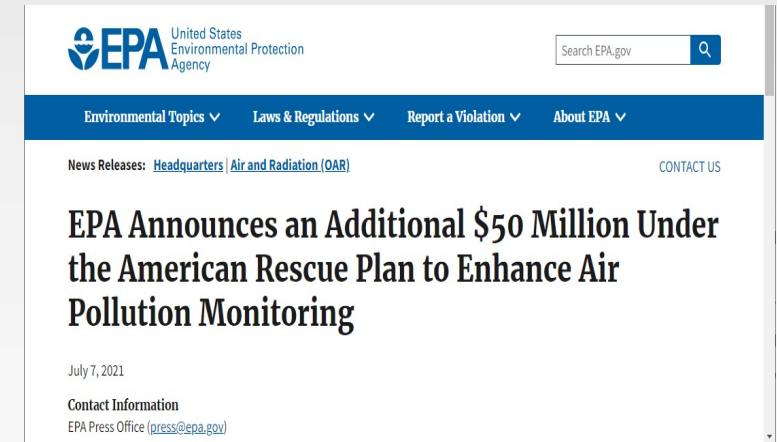 EPA United States
Environmental Protection
Agency
Search EPA.gov
Environmental Topics Laws & Regulations Report a Violation About EPA
News Releases: Headquarters | Air and Radiation (OAR) CONTACT US
EPA Announces an Additional $50 Million Under
the American Rescue Plan to Enhance Air
Pollution Monitoring
July 7, 2021
Contact Information
EPA Press Office (press@epa.gov)